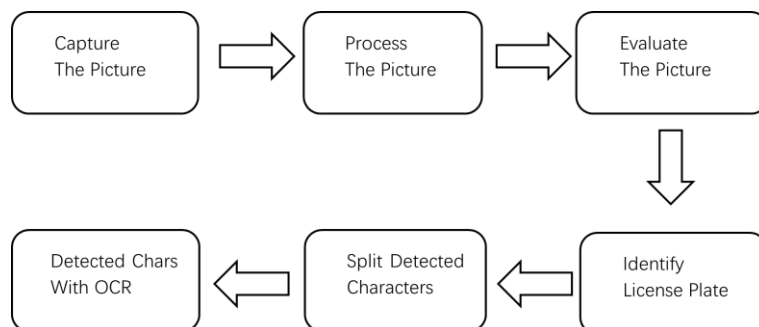 Capture
The Picture
Process
The Picture
Evaluate
The Picture
Identify
License Plate
Split Detected
Characters
Detected Chars
With OCR